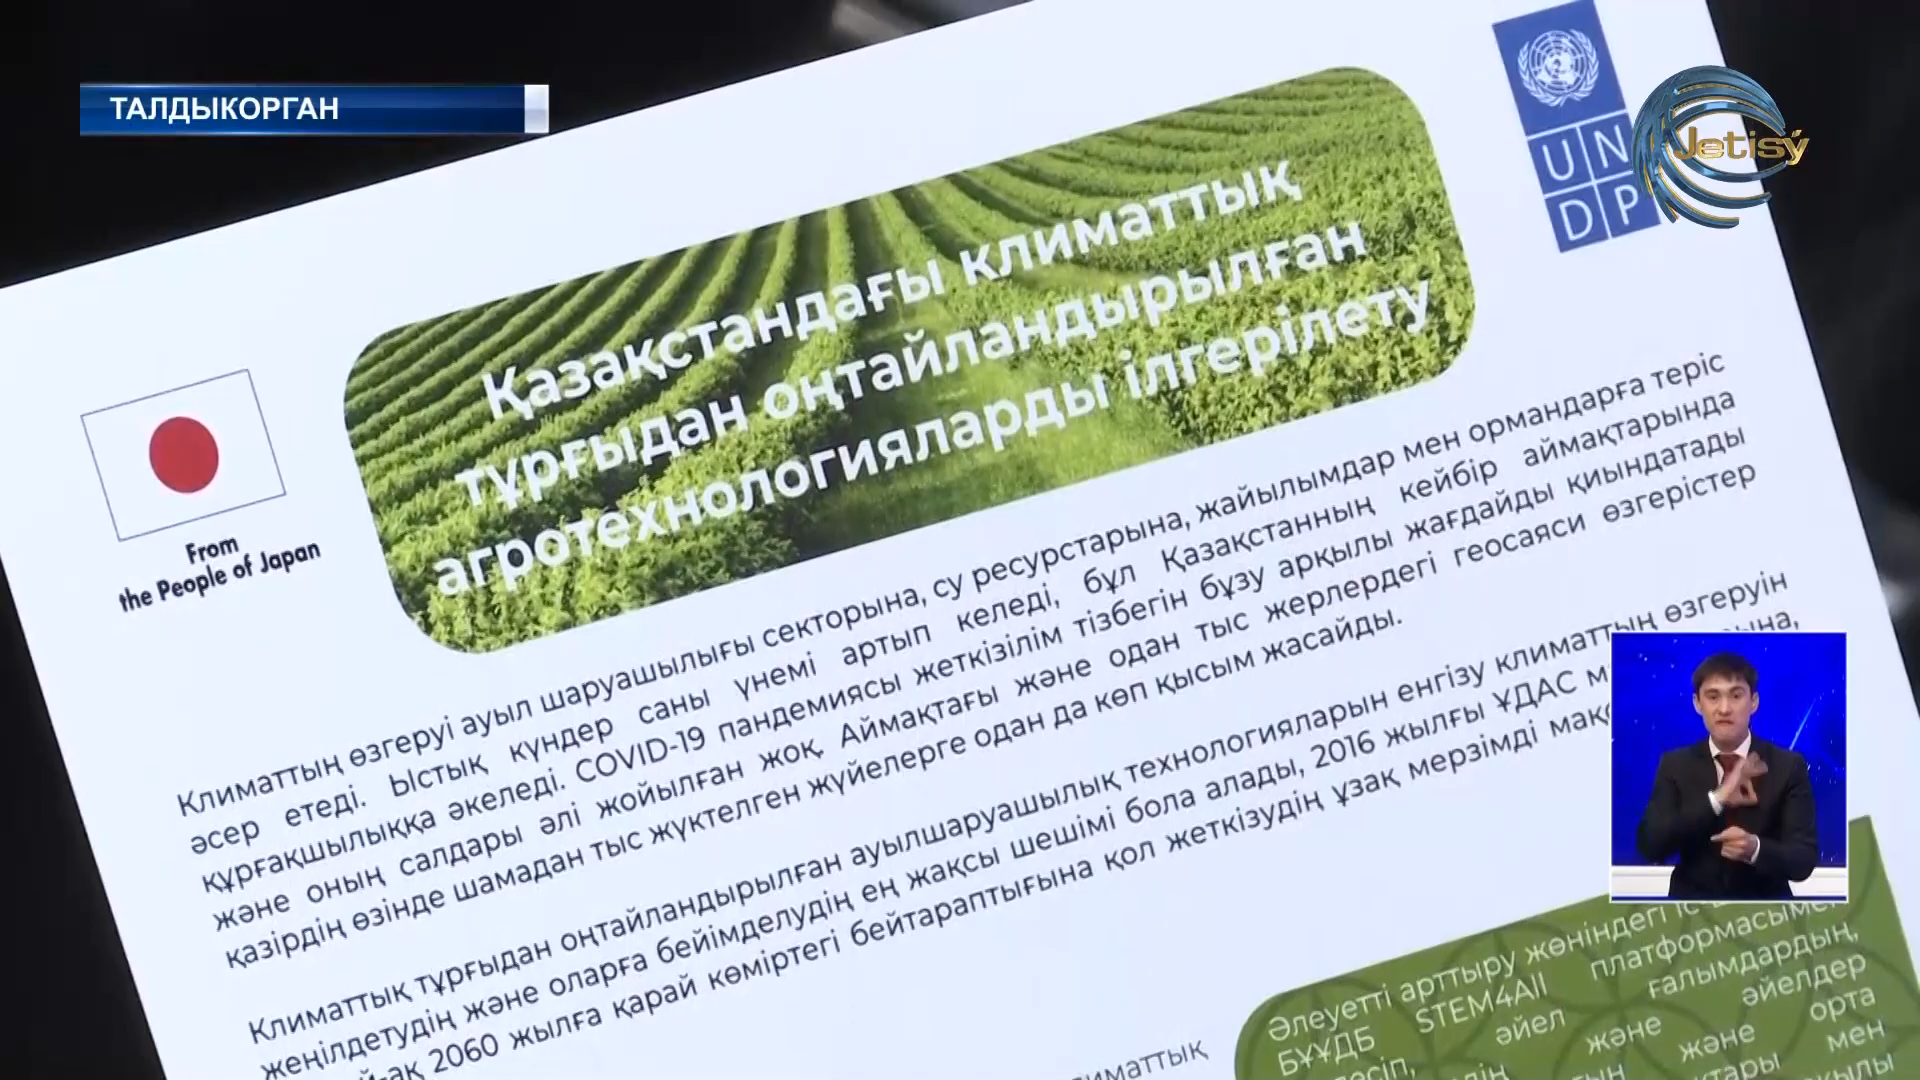 ТАЛДЫКОРГАН
Jetisý
UN
DP
Қазақстандағы климаттық
тұрғыдан оңтайландырылған
агротехнологияларды ілгерілету
From
the People of Japan
Климаттың өзгеруі ауыл шаруашылығы секторына, су ресурстарына, жайылымдар мен ормандарға теріс
әсер етеді. Ыстық күндер саны үнемі артып келеді, бұл Қазақстанның кейбір аймақтарында
құрғақшылыққа әкеледі. COVID-19 пандемиясы жеткізілім тізбегін бұзу арқылы жағдайды қиындатады
және оның салдары әлі жойылған жоқ. Аймақтағы және одан тыс жерлердегі геосаяси өзгерістер
қазірдің өзінде шамадан тыс жүктелген жүйелерге одан да көп қысым жасайды.
Климаттық тұрғыдан оңтайландырылған ауылшаруашылық технологияларын енгізу климаттың өзгеруін
жеңілдетудің және оларға бейімделудің ең жақсы шешімі бола алады, 2016 жылғы ҰДАС
2060 жылға қарай көміртегі бейтараптығына қол жеткізудің ұзақ мерзімді
Әлеуетті арттыру жөніндегі
БҰҰДБ STEM4All платформасымен
әйел ғалымдардың,
және әйелдер
және орта
мен